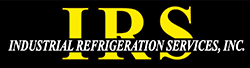 IRS
INDUSTRIAL REFRIGERATION SERVICES, INC.